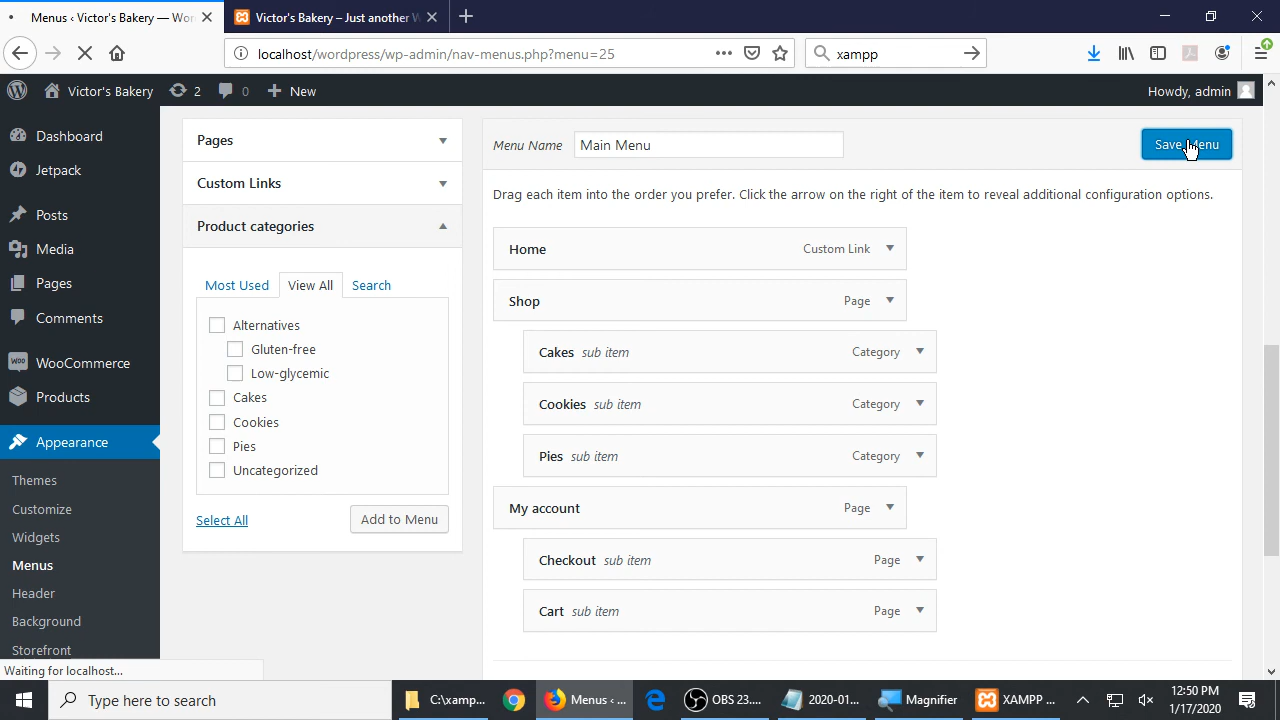 Menus ‹ Victor's Bakery — Wor
Victor's Bakery – Just another W
localhost/wordpress/wp-admin/nav-menus.php?menu=25
xampp
Victor's Bakery
2
0
New
Howdy, admin
Dashboard
Jetpack
Posts
Media
Pages
Comments
WooCommerce
Products
Appearance
Themes
Customize
Widgets
Menus
Header
Background
Storefront
Waiting for localhost...
Pages
Custom Links
Product categories
Most Used
View All
Search
Alternatives
Gluten-free
Low-glycemic
Cakes
Cookies
Pies
Uncategorized
Select All
Add to Menu
Menu Name
Main Menu
Save Menu
Drag each item into the order you prefer. Click the arrow on the right of the item to reveal additional configuration options.
Home Custom Link
Shop Page
Cakes sub item Category
Cookies sub item Category
Pies sub item Category
My account Page
Checkout sub item Page
Cart sub item Page
Type here to search
C:\xamp...
Menus ‹ ...
OBS 23....
2020-01...
Magnifier
XAMPP ...
12:50 PM
1/17/2020